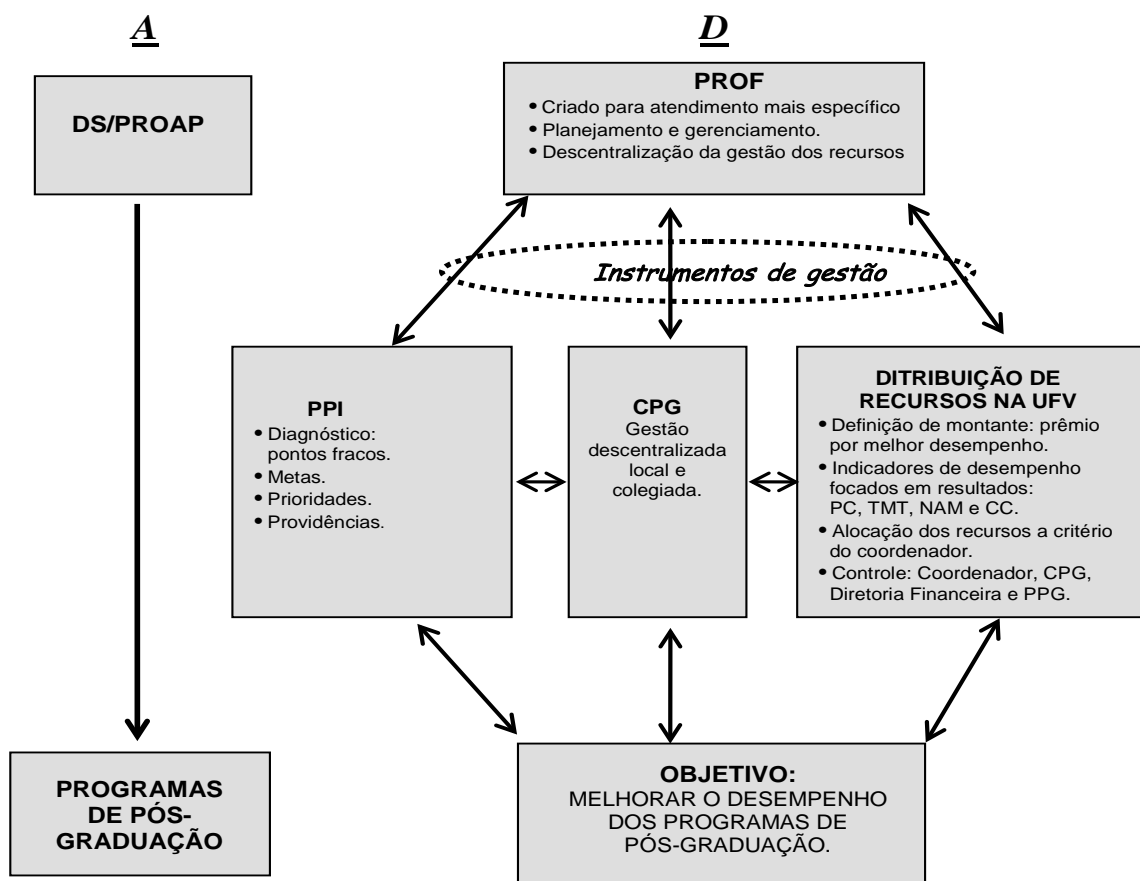 A
DS/PROAP
PROGRAMAS
DE PÓS-
GRADUAÇÃO
D
PROF
• Criado para atendimento mais específico
• Planejamento e gerenciamento.
• Descentralização da gestão dos recursos
Instrumentos de gestão
PPI
• Diagnóstico:
pontos fracos.
• Metas.
• Prioridades.
• Providências.
CPG
Gestão
descentralizada
local e
colegiada.
DITRIBUIÇÃO DE
RECURSOS NA UFV
• Definição de montante: prêmio
por melhor desempenho.
• Indicadores de desempenho
focados em resultados:
PC, TMT, NAM e CC.
• Alocação dos recursos a critério
do coordenador.
• Controle: Coordenador, CPG,
Diretoria Financeira e PPG.
OBJETIVO:
MELHORAR O DESEMPENHO
DOS PROGRAMAS DE
PÓS-GRADUAÇÃO.